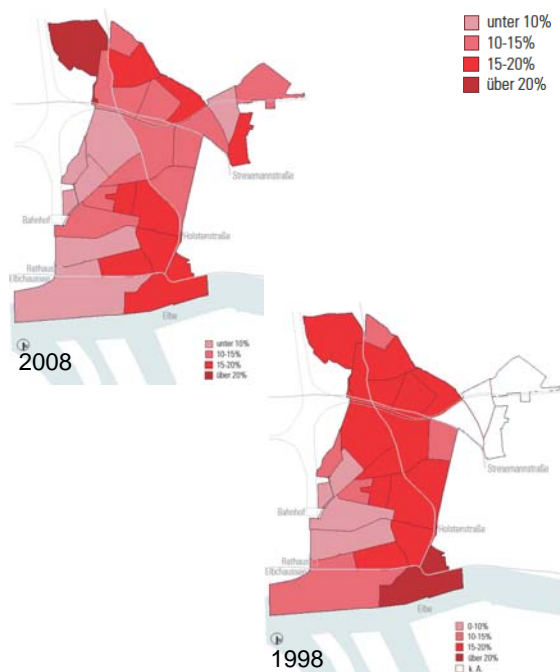 unter 10%
10-15%
15-20%
über 20%
Stresemannstraße
Bahnhof
Holstenstraße
Rathaus
Elbchaussee
Elbe
unter 10%
10-15%
15-20%
über 20%
2008
Stresemannstraße
Bahnhof
Holstenstraße
Rathaus
Elbchaussee
Elbe
0-10%
10-15%
15-20%
über 20%
k. A.
1998